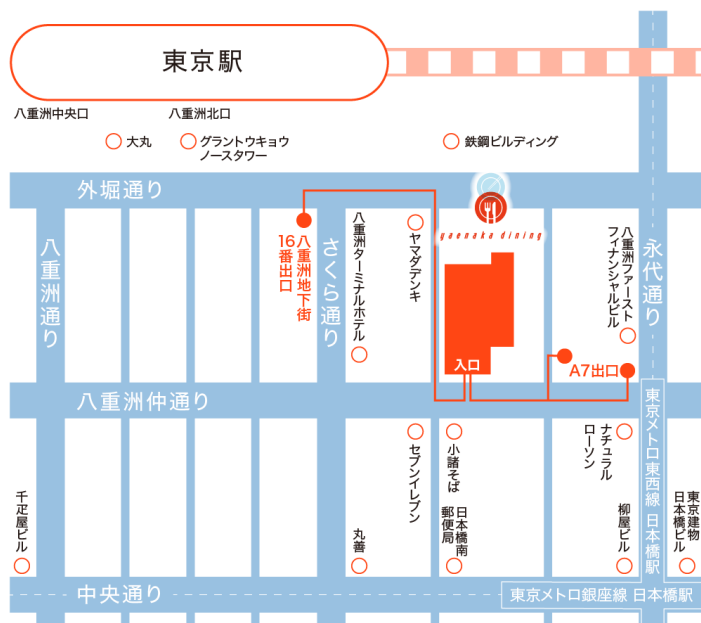 東京駅
八重洲中央口
八重洲北口
大丸
グラントウキョウ
ノースタワー
鉄鋼ビルディング
外堀通り
八重洲通り
八重洲地下街
16番出口
さくら通り
八重洲ターミナルホテル
ヤマダデンキ
yaenaka dining
八重洲ファースト
フィナンシャルビル
永代通り
入口
A7出口
八重洲仲通り
東京メトロ東西線 日本橋駅
千疋屋ビル
丸善
セブンイレブン
小諸そば
日本橋南
郵便局
ナチュラル
ローソン
柳屋ビル
東京建物
日本橋ビル
中央通り
東京メトロ銀座線 日本橋駅